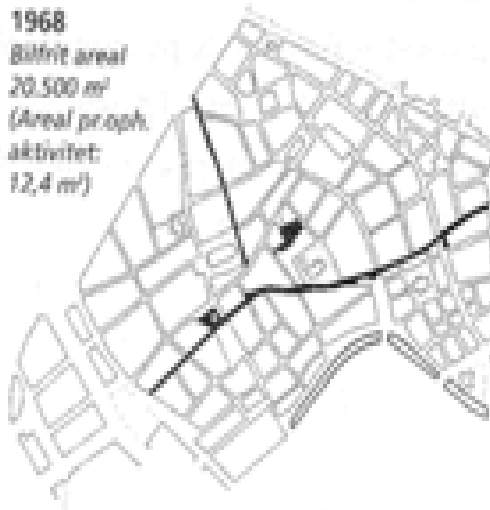 1968
Bilfrit areal
20.500 m²
(Areal pr.oph.
aktivitet:
12,4 m²)